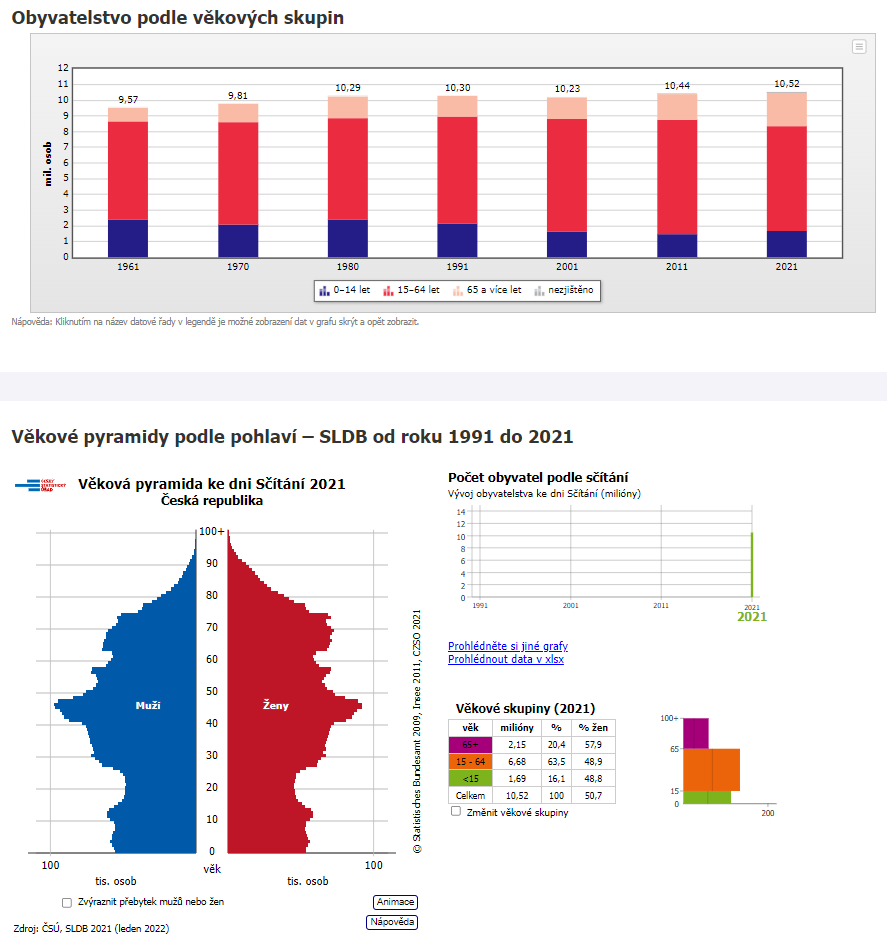 Obyvatelstvo podle věkových skupin
12
11
10
9
8
7
6
5
4
3
2
1
0
mil. osob
9,57
9,81
10,29
10,30
10,23
10,44
10,52
1961
1970
1980
1991
2001
2011
2021
0–14 let 15–64 let 65 a více let nezjištěno
Nápověda: Kliknutím na název datové řady v legendě je možné zobrazení dat v grafu skrýt a opět zobrazit.
Věkové pyramidy podle pohlaví – SLDB od roku 1991 do 2021
ČESKÝ
STATISTICKÝ
ÚŘAD
Věková pyramida ke dni Sčítání 2021
Česká republika
100+
90
80
70
60
50
40
30
20
10
0
Muži
Ženy
100
věk
100
tis. osob
tis. osob
Zvýraznit přebytek mužů nebo žen
Animace
Nápověda
Zdroj: ČSÚ, SLDB 2021 (leden 2022)
© Statistisches Bundesamt 2009, Insee 2011, CZSO 2021
Počet obyvatel podle sčítání
Vývoj obyvatelstva ke dni Sčítání (milióny)
14
12
10
8
6
4
2
0
1991
2001
2011
2021
2021
Prohlédněte si jiné grafy
Prohlédnout data v xlsx
Věkové skupiny (2021)
věk milióny % % žen
65+ 2,15 20,4 57,9
15 - 64 6,68 63,5 48,9
<15 1,69 16,1 48,8
Celkem 10,52 100 50,7
Změnit věkové skupiny
100+
65
15
0
200